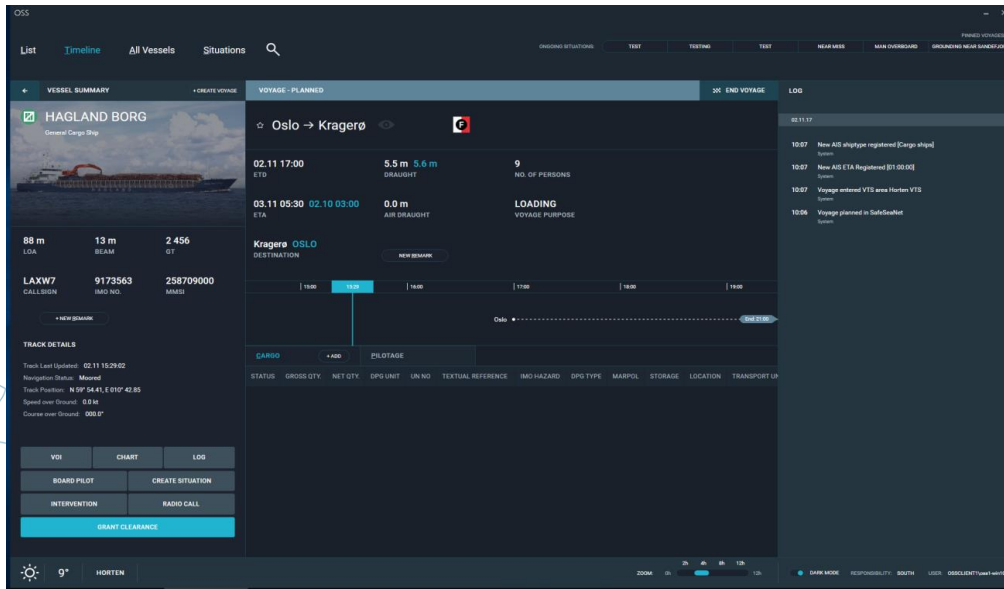 OSS
List Timeline All Vessels Situations
ONGOING SITUATIONS TEST TESTING TEST NEAR MISS MAN OVERBOARD
PINNED VOYAGES
GROUNDING NEAR SANDEFJO
VESSEL SUMMARY + CREATE VOYAGE
HAGLAND BORG
General Cargo Ship
88 m 13 m 2 456
LOA BEAM GT
LAXW7 9173563 258709000
CALLSIGN IMO NO. MMSI
+ NEW REMARK
TRACK DETAILS
Track Last Updated: 02.11 15:29:02
Navigation Status: Moored
Track Position: N 59° 54.41, E 010° 42.85
Speed over Ground: 0.0 kt
Course over Ground: 000.0°
VOI CHART LOG
BOARD PILOT CREATE SITUATION
INTERVENTION RADIO CALL
GRANT CLEARANCE
VOYAGE - PLANNED END VOYAGE
Oslo → Kragerø F
02.11 17:00 5.5 m 5.6 m 9
ETD DRAUGHT NO. OF PERSONS
03.11 05:30 02.10 03:00 0.0 m LOADING
ETA AIR DRAUGHT VOYAGE PURPOSE
Kragerø OSLO
DESTINATION NEW REMARK
15:00 15:29 16:00 17:00 18:00 19:00
Oslo End 21:00
CARGO + ADD PILOTAGE
STATUS GROSS QTY. NET QTY. DPG UNIT UN NO TEXTUAL REFERENCE IMO HAZARD DPG TYPE MARPOL STORAGE LOCATION TRANSPORT UN
LOG
02.11.17
10:07 New AIS shiptype registered [Cargo ships]
System
10:07 New AIS ETA Registered [01:00:00]
System
10:07 Voyage entered VTS area Horten VTS
System
10:06 Voyage planned in SafeSeaNet
System
9° HORTEN
2h 4h 8h 12h
ZOOM 0h 12h
DARK MODE RESPONSIBILITY: SOUTH USER: